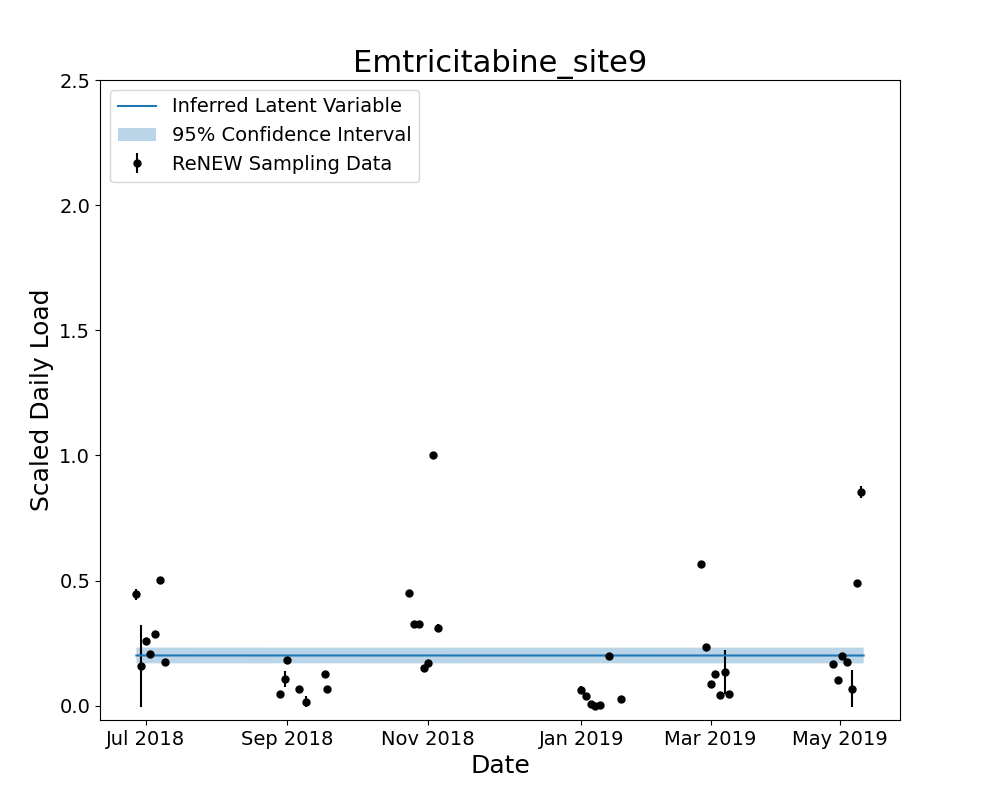 Emtricitabine_site9
2.5
Inferred Latent Variable
95% Confidence Interval
ReNEW Sampling Data
2.0
1.5
1.0
0.5
0.0
Scaled Daily Load
Jul 2018 Sep 2018 Nov 2018 Jan 2019 Mar 2019 May 2019
Date